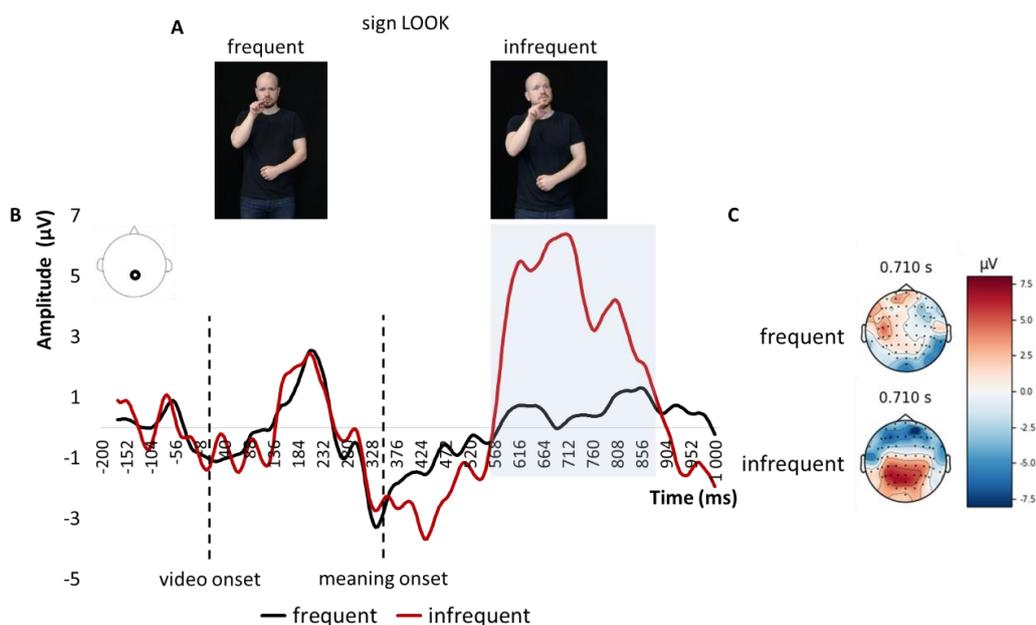 A
sign LOOK
frequent
infrequent
B
C
Amplitude (µV)
7
5
3
1
-1
-3
-5
-200
-152
-104
-56
-8
40
88
136
184
232
280
328
376
424
472
520
568
616
664
712
760
808
856
904
952
1 000
Time (ms)
video onset
meaning onset
frequent
infrequent
0.710 s
frequent
0.710 s
infrequent
µV
7.5
5.0
2.5
0.0
-2.5
-5.0
-7.5